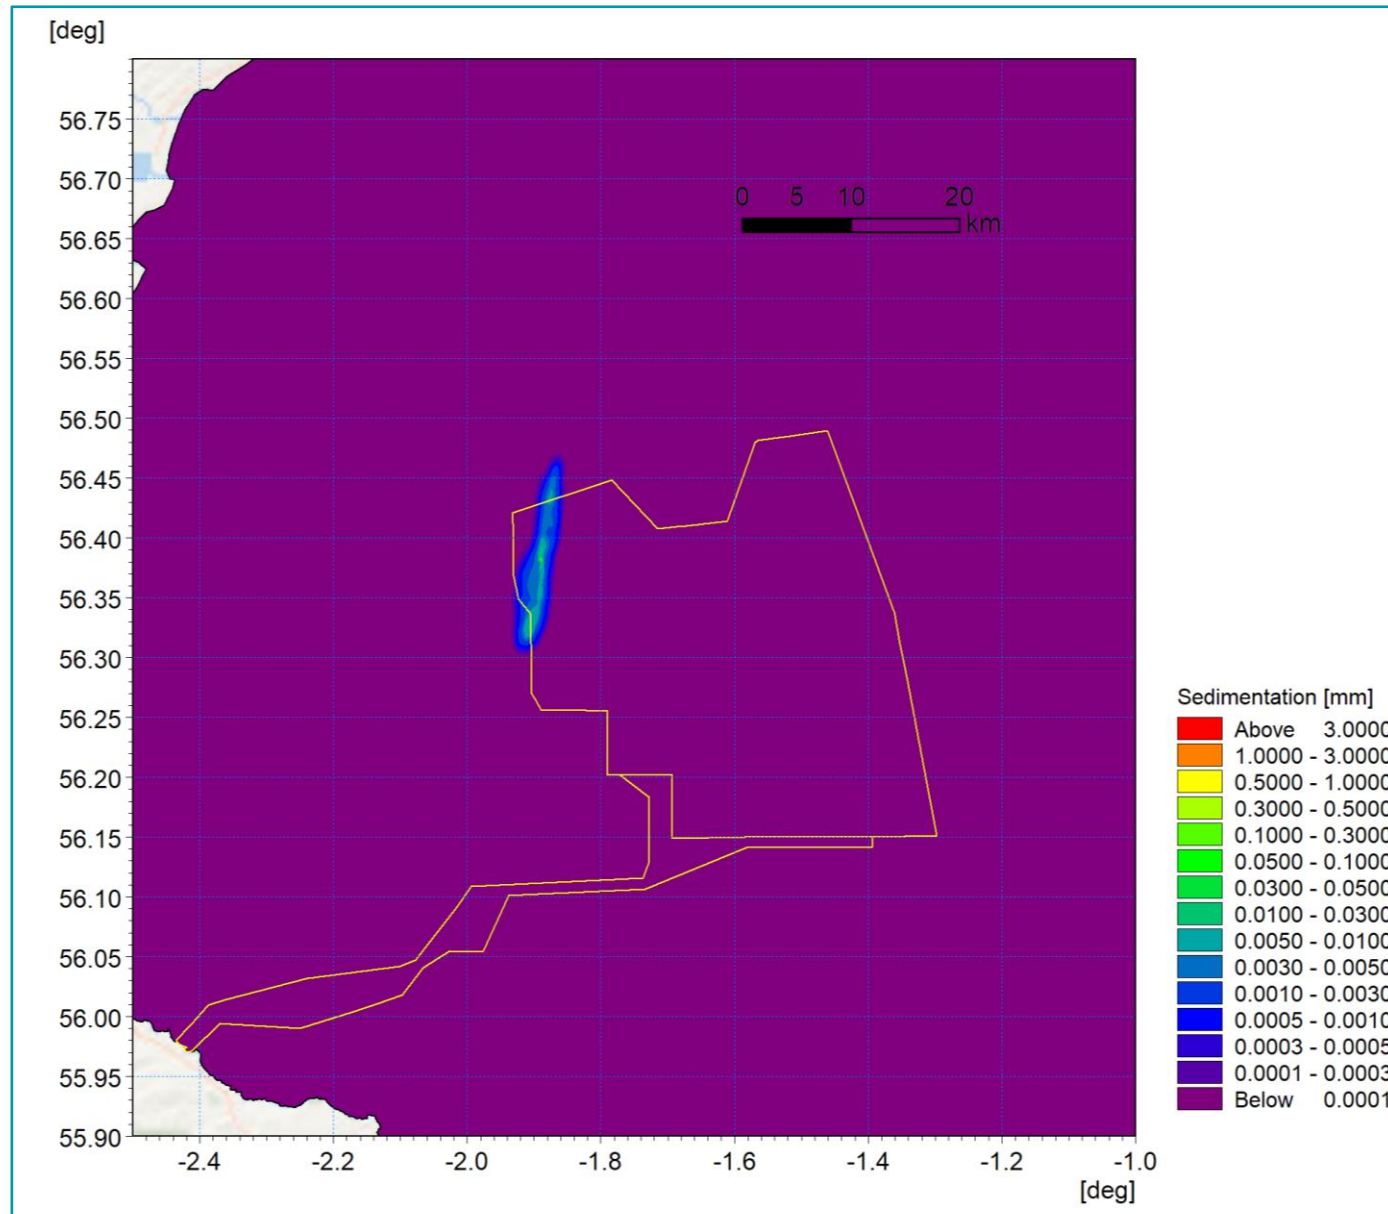 [deg]
56.75
56.70
56.65
56.60
56.55
56.50
56.45
56.40
56.35
56.30
56.25
56.20
56.15
56.10
56.05
56.00
55.95
55.90
0 5 10 20
km
-2.4 -2.2 -2.0 -1.8 -1.6 -1.4 -1.2 -1.0
[deg]
Sedimentation [mm]
Above 3.0000
1.0000 - 3.0000
0.5000 - 1.0000
0.3000 - 0.5000
0.1000 - 0.3000
0.0500 - 0.1000
0.0300 - 0.0500
0.0100 - 0.0300
0.0050 - 0.0100
0.0030 - 0.0050
0.0010 - 0.0030
0.0005 - 0.0010
0.0003 - 0.0005
0.0001 - 0.0003
Below 0.0001